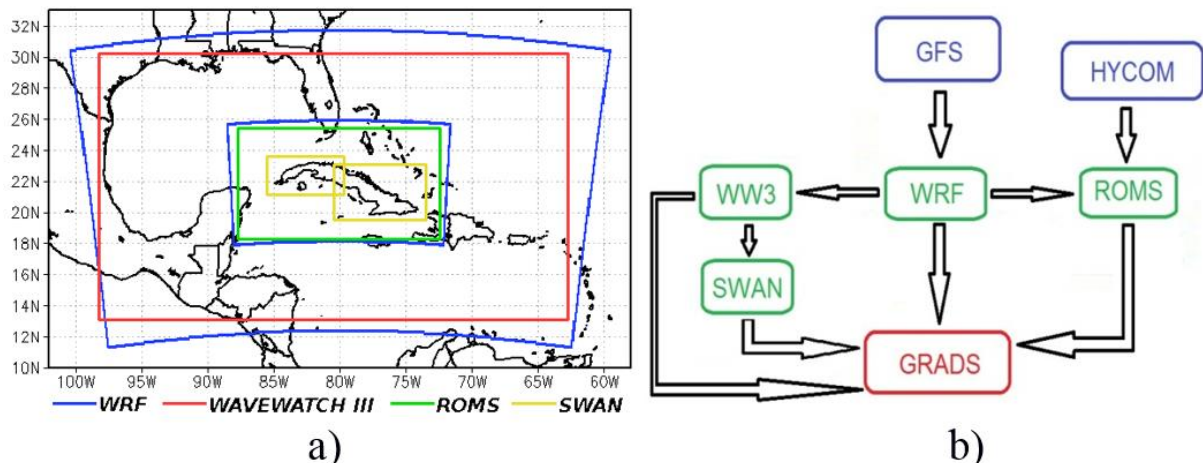 32N
30N
28N
26N
24N
22N
20N
18N
16N
14N
12N
10N
100W 95W 90W 85W 80W 75W 70W 65W 60W
WRF WAVEWATCH III ROMS SWAN
a)
GFS
HYCOM
WW3 WRF ROMS
SWAN
GRADS
b)